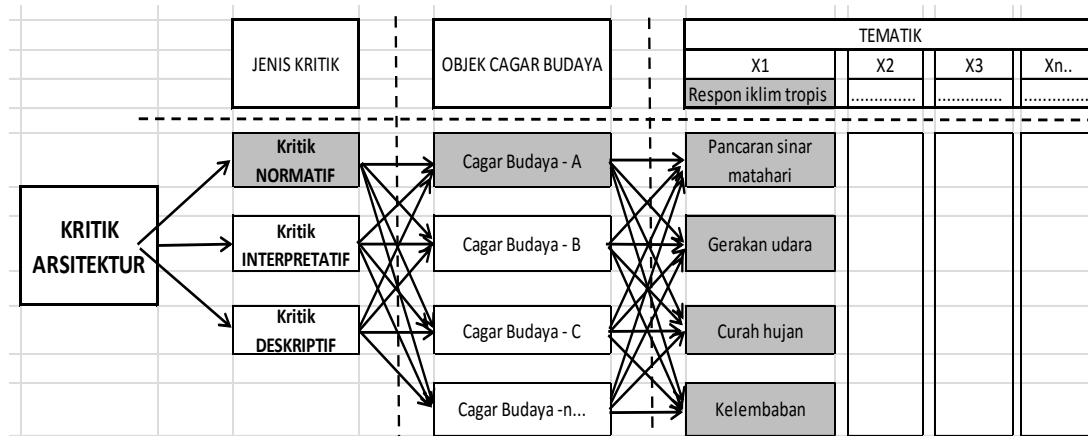 TEMATIK
JENIS KRITIK
OBJEK CAGAR BUDAYA
X1
X2
X3
Xn..
Respon iklim tropis
..............
..............
..............
Kritik
NORMATIF
Cagar Budaya - A
Pancaran sinar
matahari
KRITIK
ARSITEKTUR
Kritik
INTERPRETATIF
Cagar Budaya - B
Gerakan udara
Kritik
DESKRIPTIF
Cagar Budaya - C
Curah hujan
Cagar Budaya -n...
Kelembaban